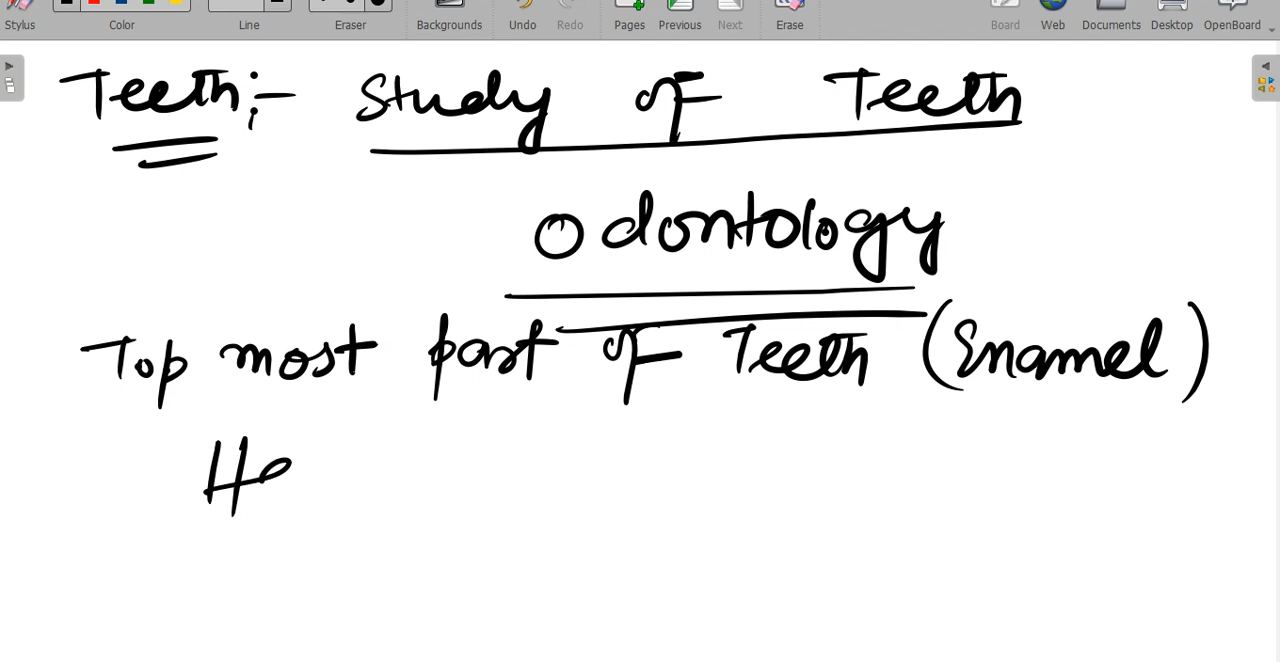 Stylus Color Line Eraser Backgrounds Undo Redo Pages Previous Next Erase Board Web Documents Desktop OpenBoard
Teeth:- Study of Teeth
Odontology
Top most part of Teeth (Enamel)
He